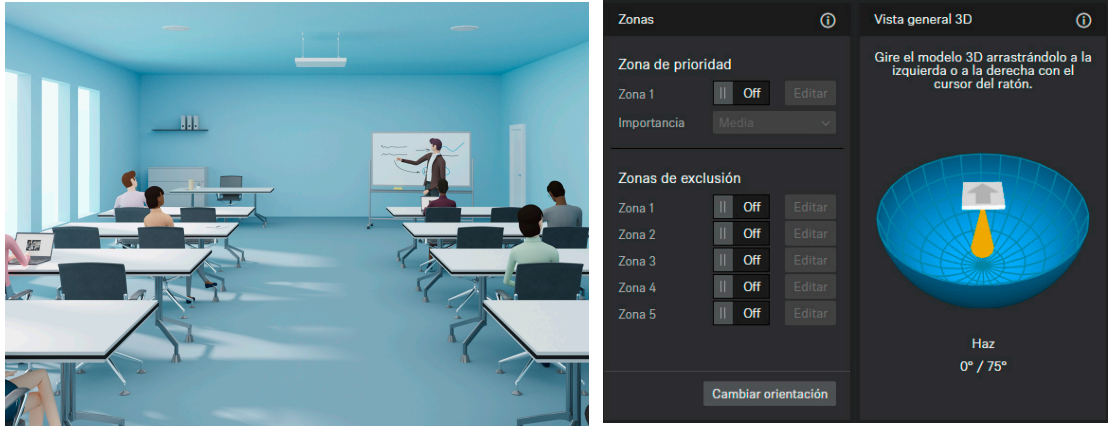 Zonas
Zona de prioridad
Zona 1 Off Editar
Importancia Media
Zonas de exclusión
Zona 1 Off Editar
Zona 2 Off Editar
Zona 3 Off Editar
Zona 4 Off Editar
Zona 5 Off Editar
Cambiar orientación
Vista general 3D
Gire el modelo 3D arrastrándolo a la
izquierda o a la derecha con el
cursor del ratón.
Haz
0° / 75°